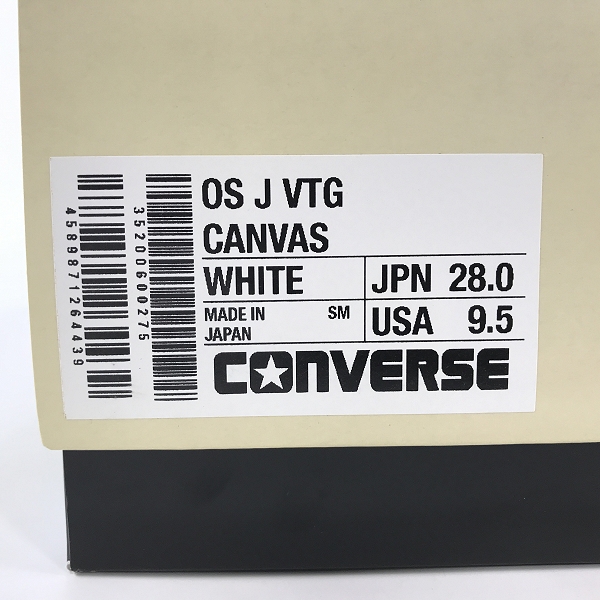 4589871264439
35200600275
OS J VTG
CANVAS
WHITE
JPN 28.0
MADE IN
JAPAN
SM
USA 9.5
CONVERSE